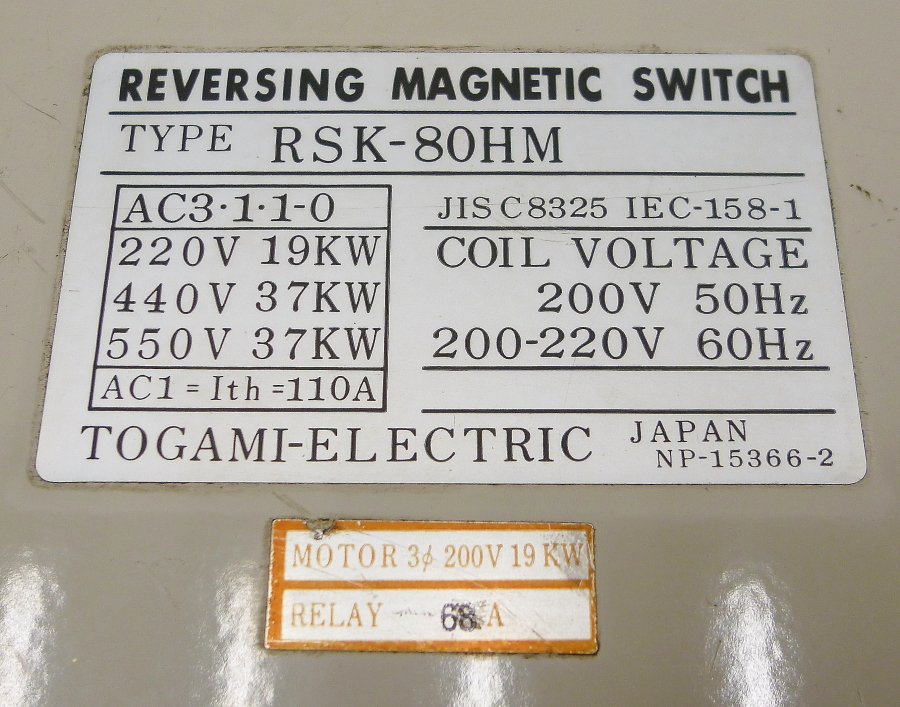 REVERSING MAGNETIC SWITCH
TYPE RSK-80HM
AC3·1·1-0
220V 19KW
440V 37KW
550V 37KW
AC1=Ith=110A
JIS C8325 IEC-158-1
COIL VOLTAGE
200V 50Hz
200-220V 60Hz
TOGAMI-ELECTRIC
JAPAN
NP-15366-2
MOTOR 3ϕ 200V 19 KW
RELAY 68 A